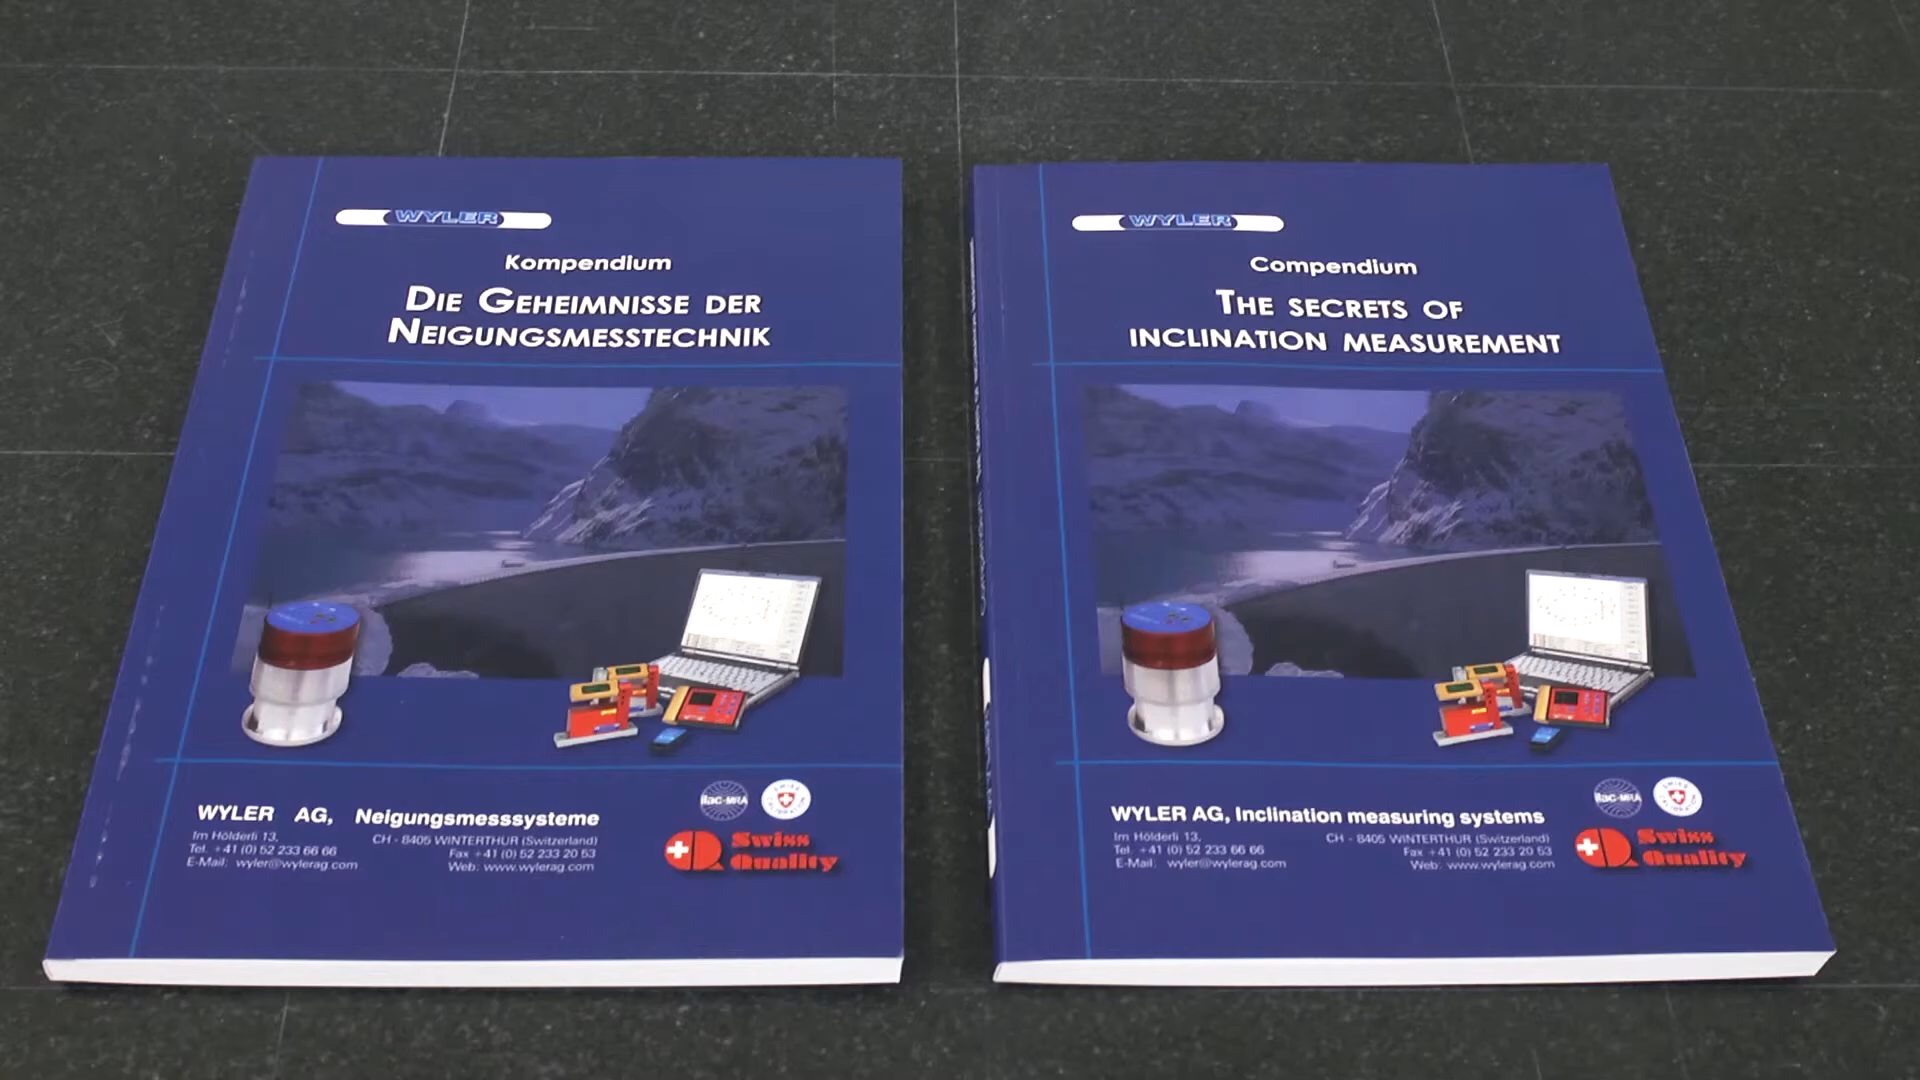 WYLER
Kompendium
DIE GEHEIMNISSE DER
NEIGUNGSMESSTECHNIK
WYLER AG, Neigungsmesssysteme
Im Hölderli 13, CH - 8405 WINTERTHUR (Switzerland)
Tel. +41 (0) 52 233 66 66 Fax +41 (0) 52 233 20 53
E-Mail: wyler@wylerag.com Web: www.wylerag.com
ilac-MRA
Swiss
Quality
WYLER
Compendium
THE SECRETS OF
INCLINATION MEASUREMENT
WYLER AG, Inclination measuring systems
Im Hölderli 13, CH - 8405 WINTERTHUR (Switzerland)
Tel. +41 (0) 52 233 66 66 Fax +41 (0) 52 233 20 53
E-Mail: wyler@wylerag.com Web: www.wylerag.com
ilac-MRA
Swiss
Quality